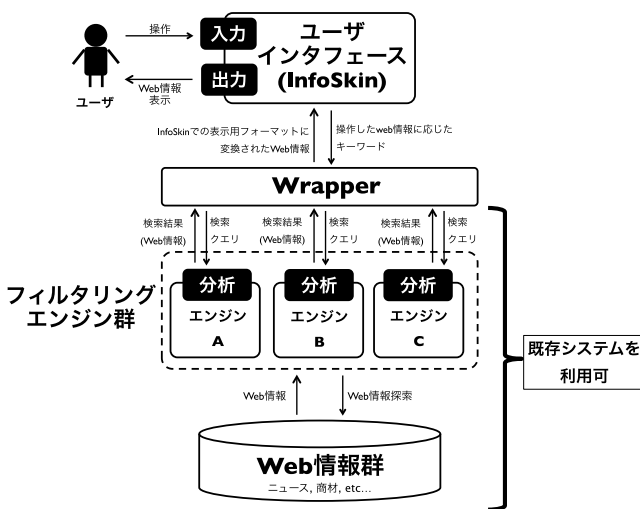 操作
入力
ユーザ
インタフェース
(InfoSkin)
出力
Web情報
表示
ユーザ
InfoSkinでの表示用フォーマットに
変換されたWeb情報
操作したweb情報に応じた
キーワード
Wrapper
検索結果
(Web情報)
検索
クエリ
検索結果
(Web情報)
検索
クエリ
検索結果
(Web情報)
検索
クエリ
フィルタリング
エンジン群
分析
エンジン
A
分析
エンジン
B
分析
エンジン
C
既存システムを
利用可
Web情報
Web情報探索
Web情報群
ニュース, 商材, etc...